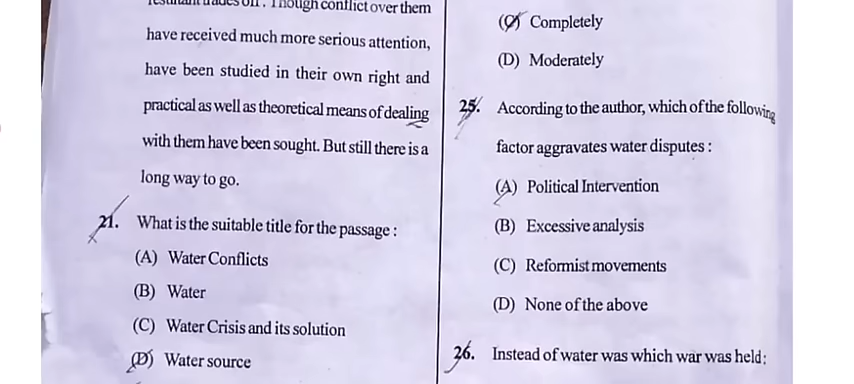 resultant trades off. Though conflict over them
have received much more serious attention,
have been studied in their own right and
practical as well as theoretical means of dealing
with them have been sought. But still there is a
long way to go.
21. What is the suitable title for the passage :
(A) Water Conflicts
(B) Water
(C) Water Crisis and its solution
(D) Water source
(C) Completely
(D) Moderately
25. According to the author, which of the following
factor aggravates water disputes :
(A) Political Intervention
(B) Excessive analysis
(C) Reformist movements
(D) None of the above
26. Instead of water was which war was held: